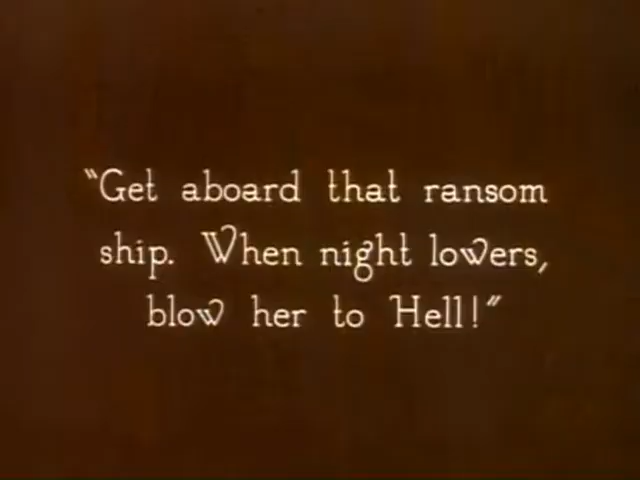 "Get aboard that ransom
ship. When night lowers,
blow her to Hell!"